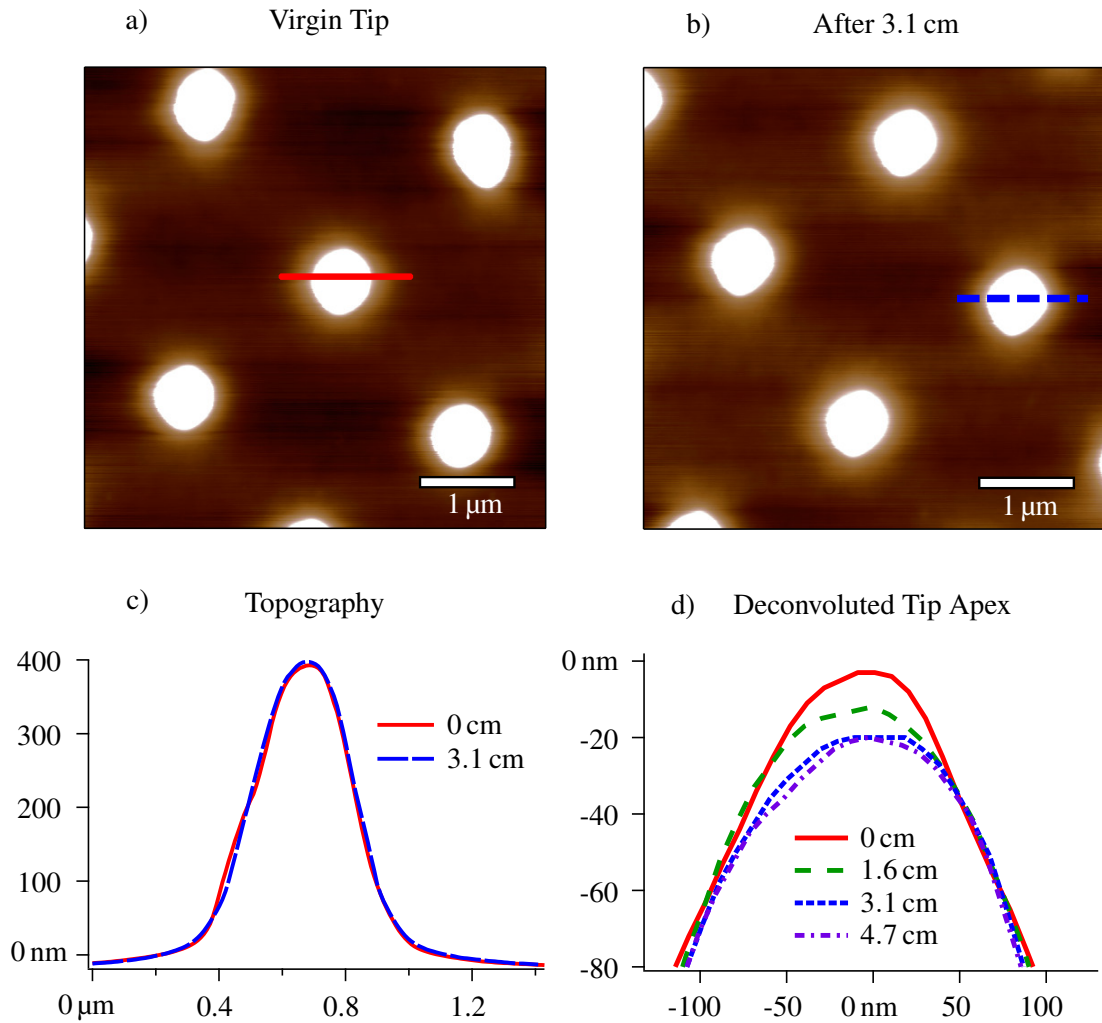 a) Virgin Tip
b) After 3.1 cm
1 µm
1 µm
c) Topography
400
300
200
100
0 nm
0 µm 0.4 0.8 1.2
0 cm
3.1 cm
d) Deconvoluted Tip Apex
0 nm
-20
-40
-60
-80
-100 -50 0 nm 50 100
0 cm
1.6 cm
3.1 cm
4.7 cm